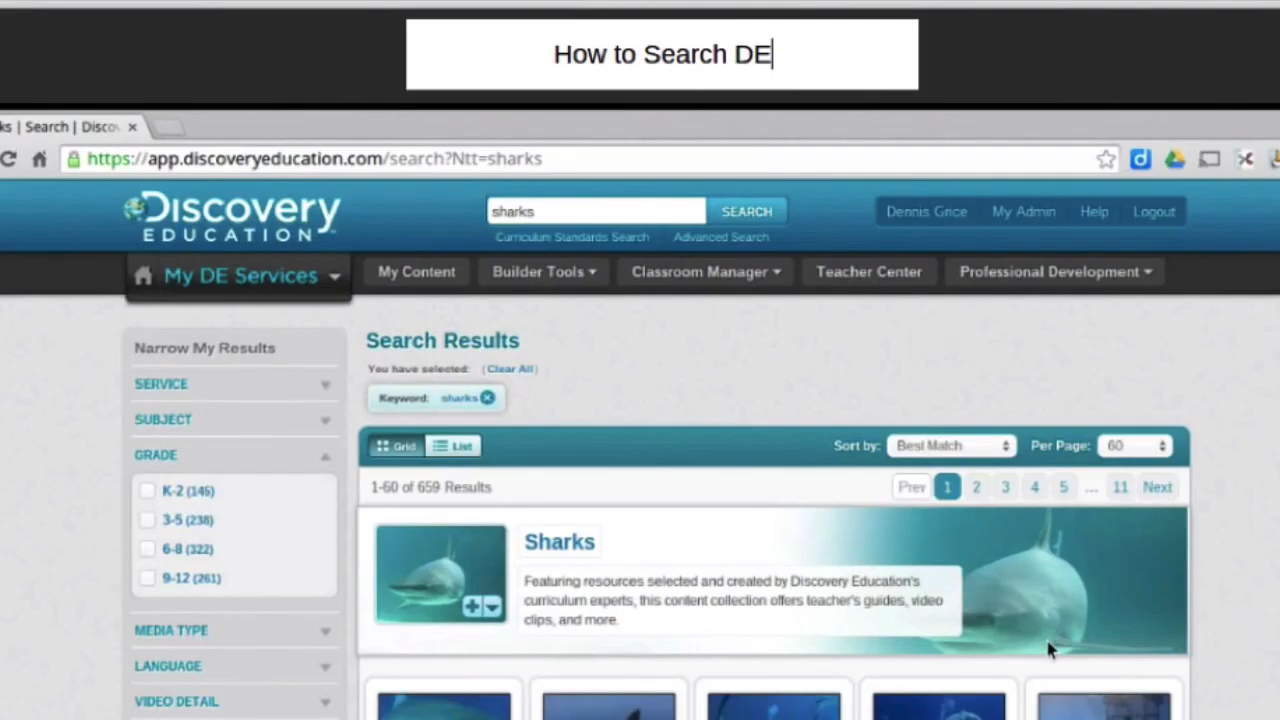 How to Search DE
ks | Search | Disco
https://app.discoveryeducation.com/search?Ntt=sharks
Discovery
EDUCATION
sharks
SEARCH
Curriculum Standards Search
Advanced Search
Dennis Grice
My Admin
Help
Logout
My DE Services
My Content
Builder Tools
Classroom Manager
Teacher Center
Professional Development
Narrow My Results
SERVICE
SUBJECT
GRADE
K-2 (145)
3-5 (238)
6-8 (322)
9-12 (261)
MEDIA TYPE
LANGUAGE
VIDEO DETAIL
Search Results
You have selected: (Clear All)
Keyword: sharks
Grid
List
Sort by: Best Match
Per Page: 60
1-60 of 659 Results
Prev 1 2 3 4 5 ... 11 Next
Sharks
Featuring resources selected and created by Discovery Education's
curriculum experts, this content collection offers teacher's guides, video
clips, and more.